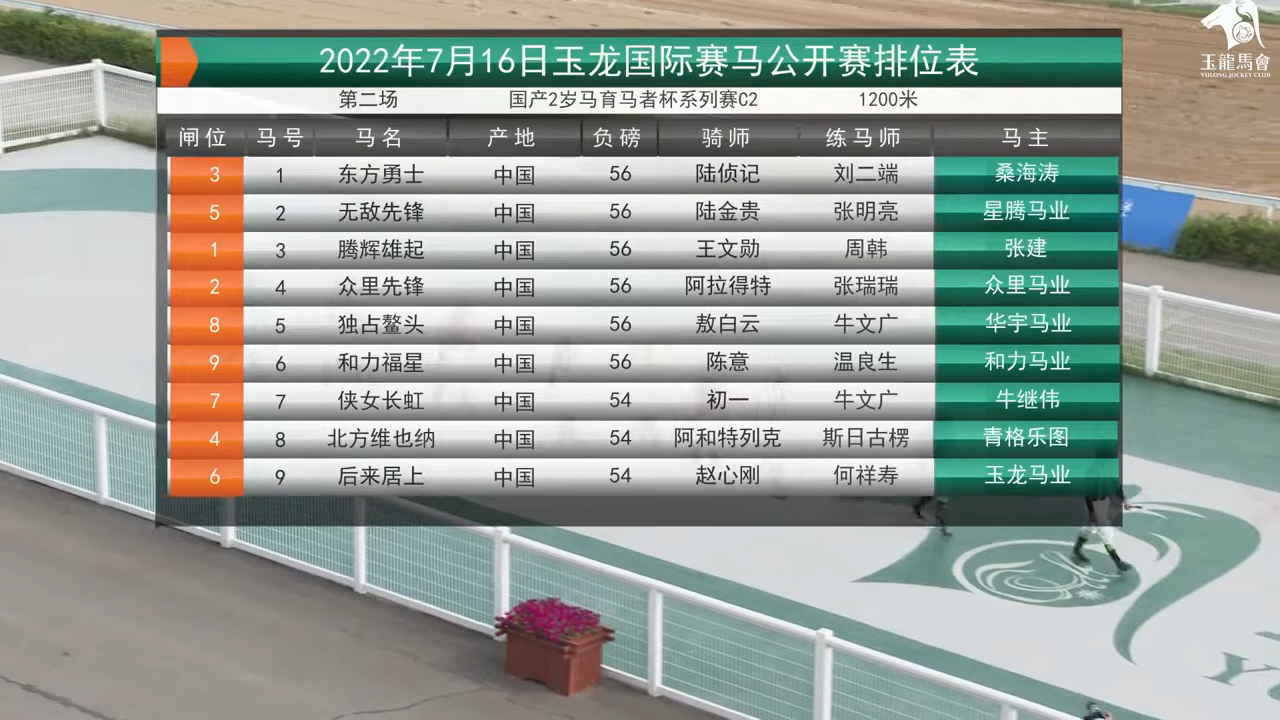 2022年7月16日玉龙国际赛马公开赛排位表
玉龍馬會
YULONG JOCKEY CLUB
第二场 国产2岁马育马者杯系列赛C2 1200米
闸位 马号 马名 产地 负磅 骑师 练马师 马主
3 1 东方勇士 中国 56 陆侦记 刘二端 桑海涛
5 2 无敌先锋 中国 56 陆金贵 张明亮 星腾马业
1 3 腾辉雄起 中国 56 王文勋 周韩 张建
2 4 众里先锋 中国 56 阿拉得特 张瑞瑞 众里马业
8 5 独占鳌头 中国 56 敖白云 牛文广 华宇马业
9 6 和力福星 中国 56 陈意 温良生 和力马业
7 7 侠女长虹 中国 54 初一 牛文广 牛继伟
4 8 北方维也纳 中国 54 阿和特列克 斯日古楞 青格乐图
6 9 后来居上 中国 54 赵心刚 何祥寿 玉龙马业